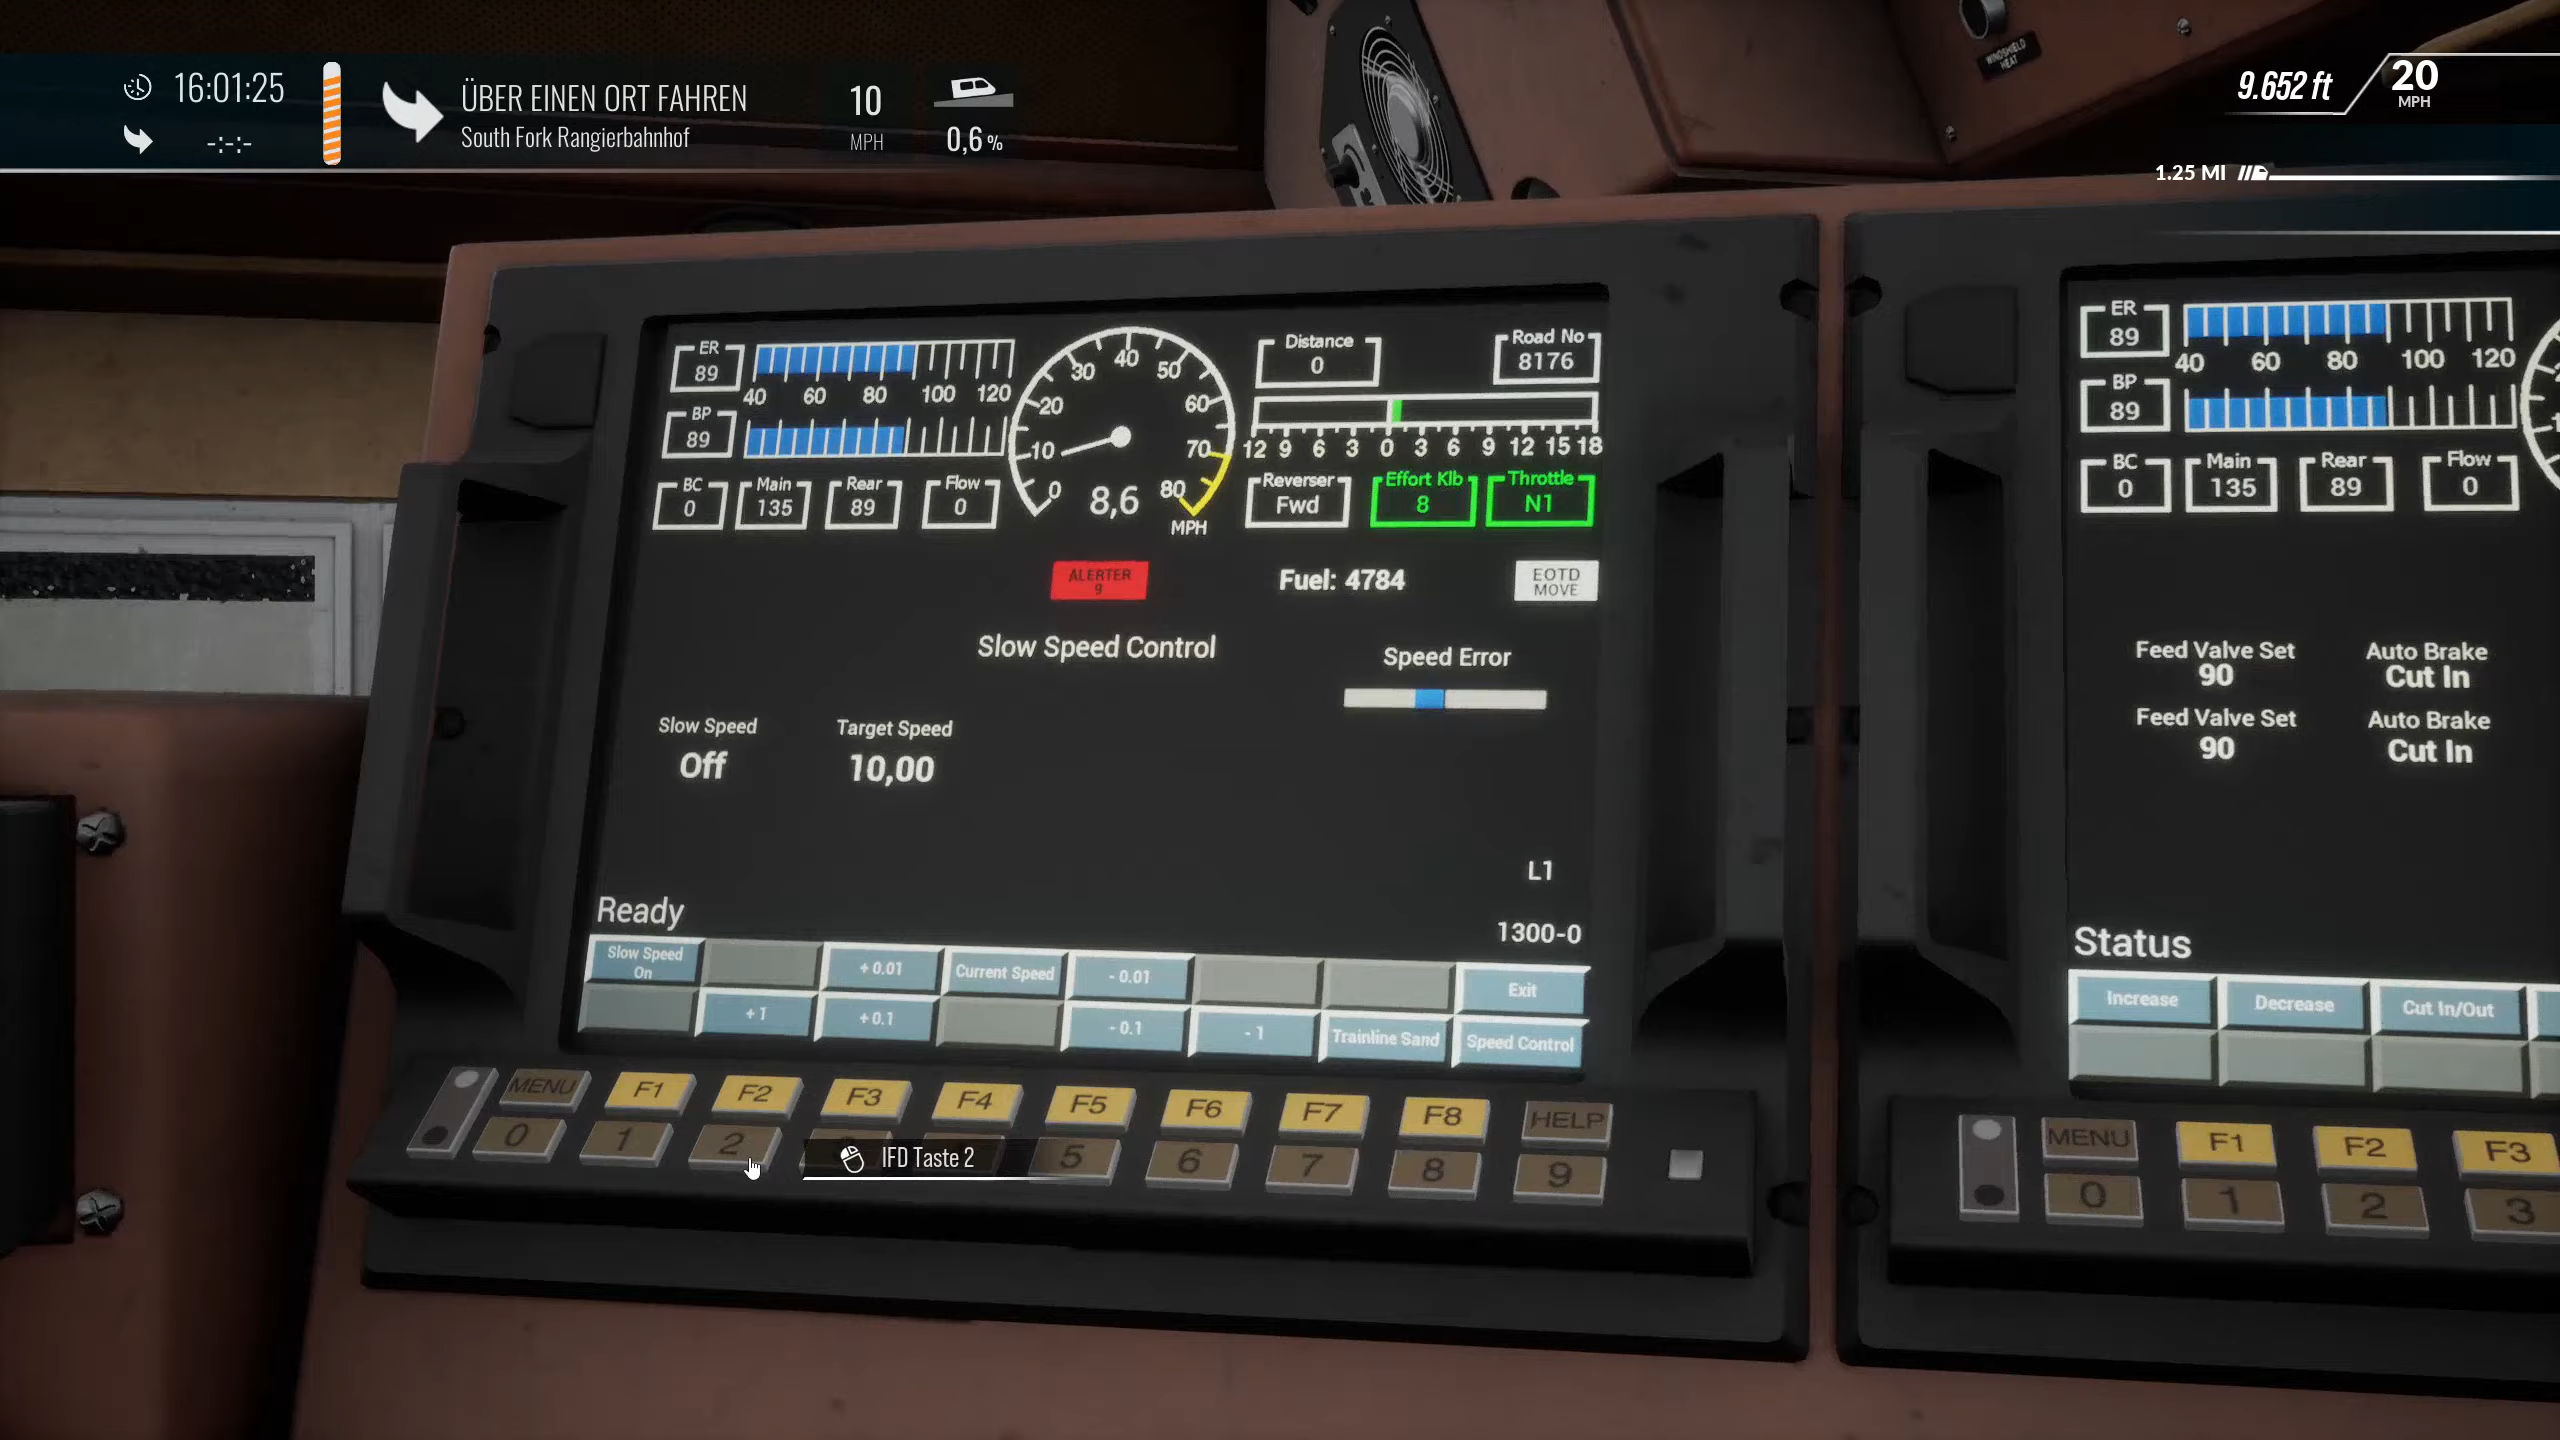 16:01:25
-:-:-
ÜBER EINEN ORT FAHREN
South Fork Rangierbahnhof
10
MPH
0,6 %
9.652 ft
20
MPH
1.25 MI
WINDSHIELD
HEAT
ER
89
40 60 80 100 120
BP
89
BC
0
Main
135
Rear
89
Flow
0
0 10 20 30 40 50 60 70 80
8,6
MPH
Distance
0
Road No
8176
12 9 6 3 0 3 6 9 12 15 18
Reverser
Fwd
Effort Klb
8
Throttle
N1
ALERTER
9
Fuel: 4784
EOTD
MOVE
Slow Speed Control
Speed Error
Slow Speed
Off
Target Speed
10,00
L1
Ready
1300-0
Slow Speed
On
+ 0.01
Current Speed
- 0.01
Exit
+ 1
+0.1
- 0.1
- 1
Trainline Sand
Speed Control
MENU F1 F2 F3 F4 F5 F6 F7 F8 HELP
0 1 2 5 6 7 8 9
IFD Taste 2
ER
89
40 60 80 100 120
BP
89
BC
0
Main
135
Rear
89
Flow
0
Feed Valve Set
90
Auto Brake
Cut In
Feed Valve Set
90
Auto Brake
Cut In
Status
Increase
Decrease
Cut In/Out
MENU F1 F2 F3
0 1 2 3